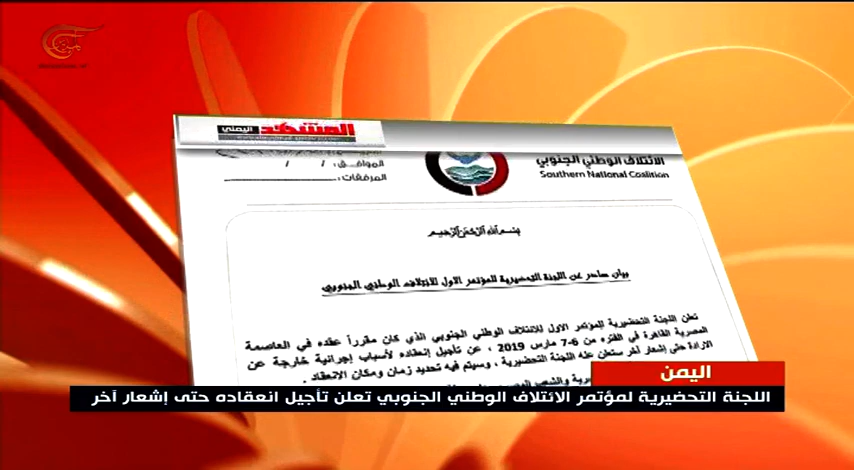 الميادين
المشهد اليمني
الموافق: / /
المرفقات:
الائتلاف الوطني الجنوبي
Southern National Coalition
بسم الله الرحمن الرحيم
بيان صادر عن اللجنة التحضيرية للمؤتمر الاول للائتلاف الوطني الجنوبي
تعلن اللجنة التحضيرية للمؤتمر الاول للائتلاف الوطني الجنوبي الذي كان مقرراً عقده في العاصمة
المصرية القاهرة في الفتره من 6-7 مارس 2019 ، عن تأجيل إنعقاده لأسباب إجرائية خارجة عن
الارادة حتى إشعار آخر ستعلن عنه اللجنة التحضيرية ، وسيتم فيه تحديد زمان ومكان الانعقاد .
اليمن
اللجنة التحضيرية لمؤتمر الائتلاف الوطني الجنوبي تعلن تأجيل انعقاده حتى إشعار آخر